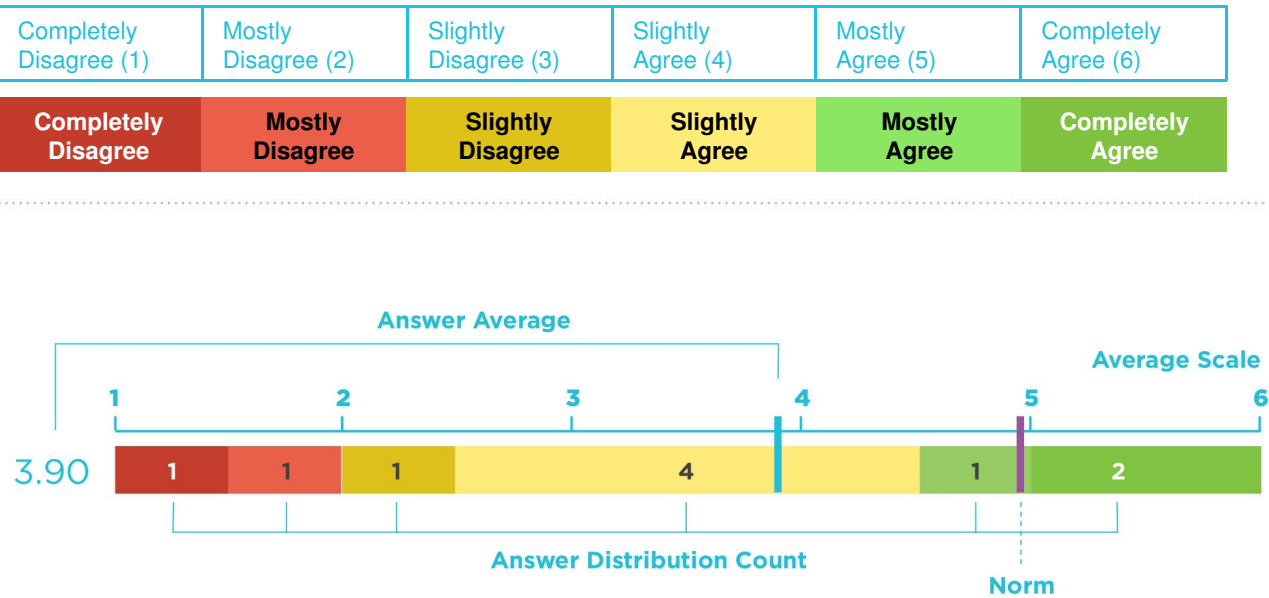 Completely
Disagree (1)
Mostly
Disagree (2)
Slightly
Disagree (3)
Slightly
Agree (4)
Mostly
Agree (5)
Completely
Agree (6)
Completely
Disagree
Mostly
Disagree
Slightly
Disagree
Slightly
Agree
Mostly
Agree
Completely
Agree
Answer Average
Average Scale
1 2 3 4 5 6
3.90 1 1 1 4 1 2
Answer Distribution Count
Norm